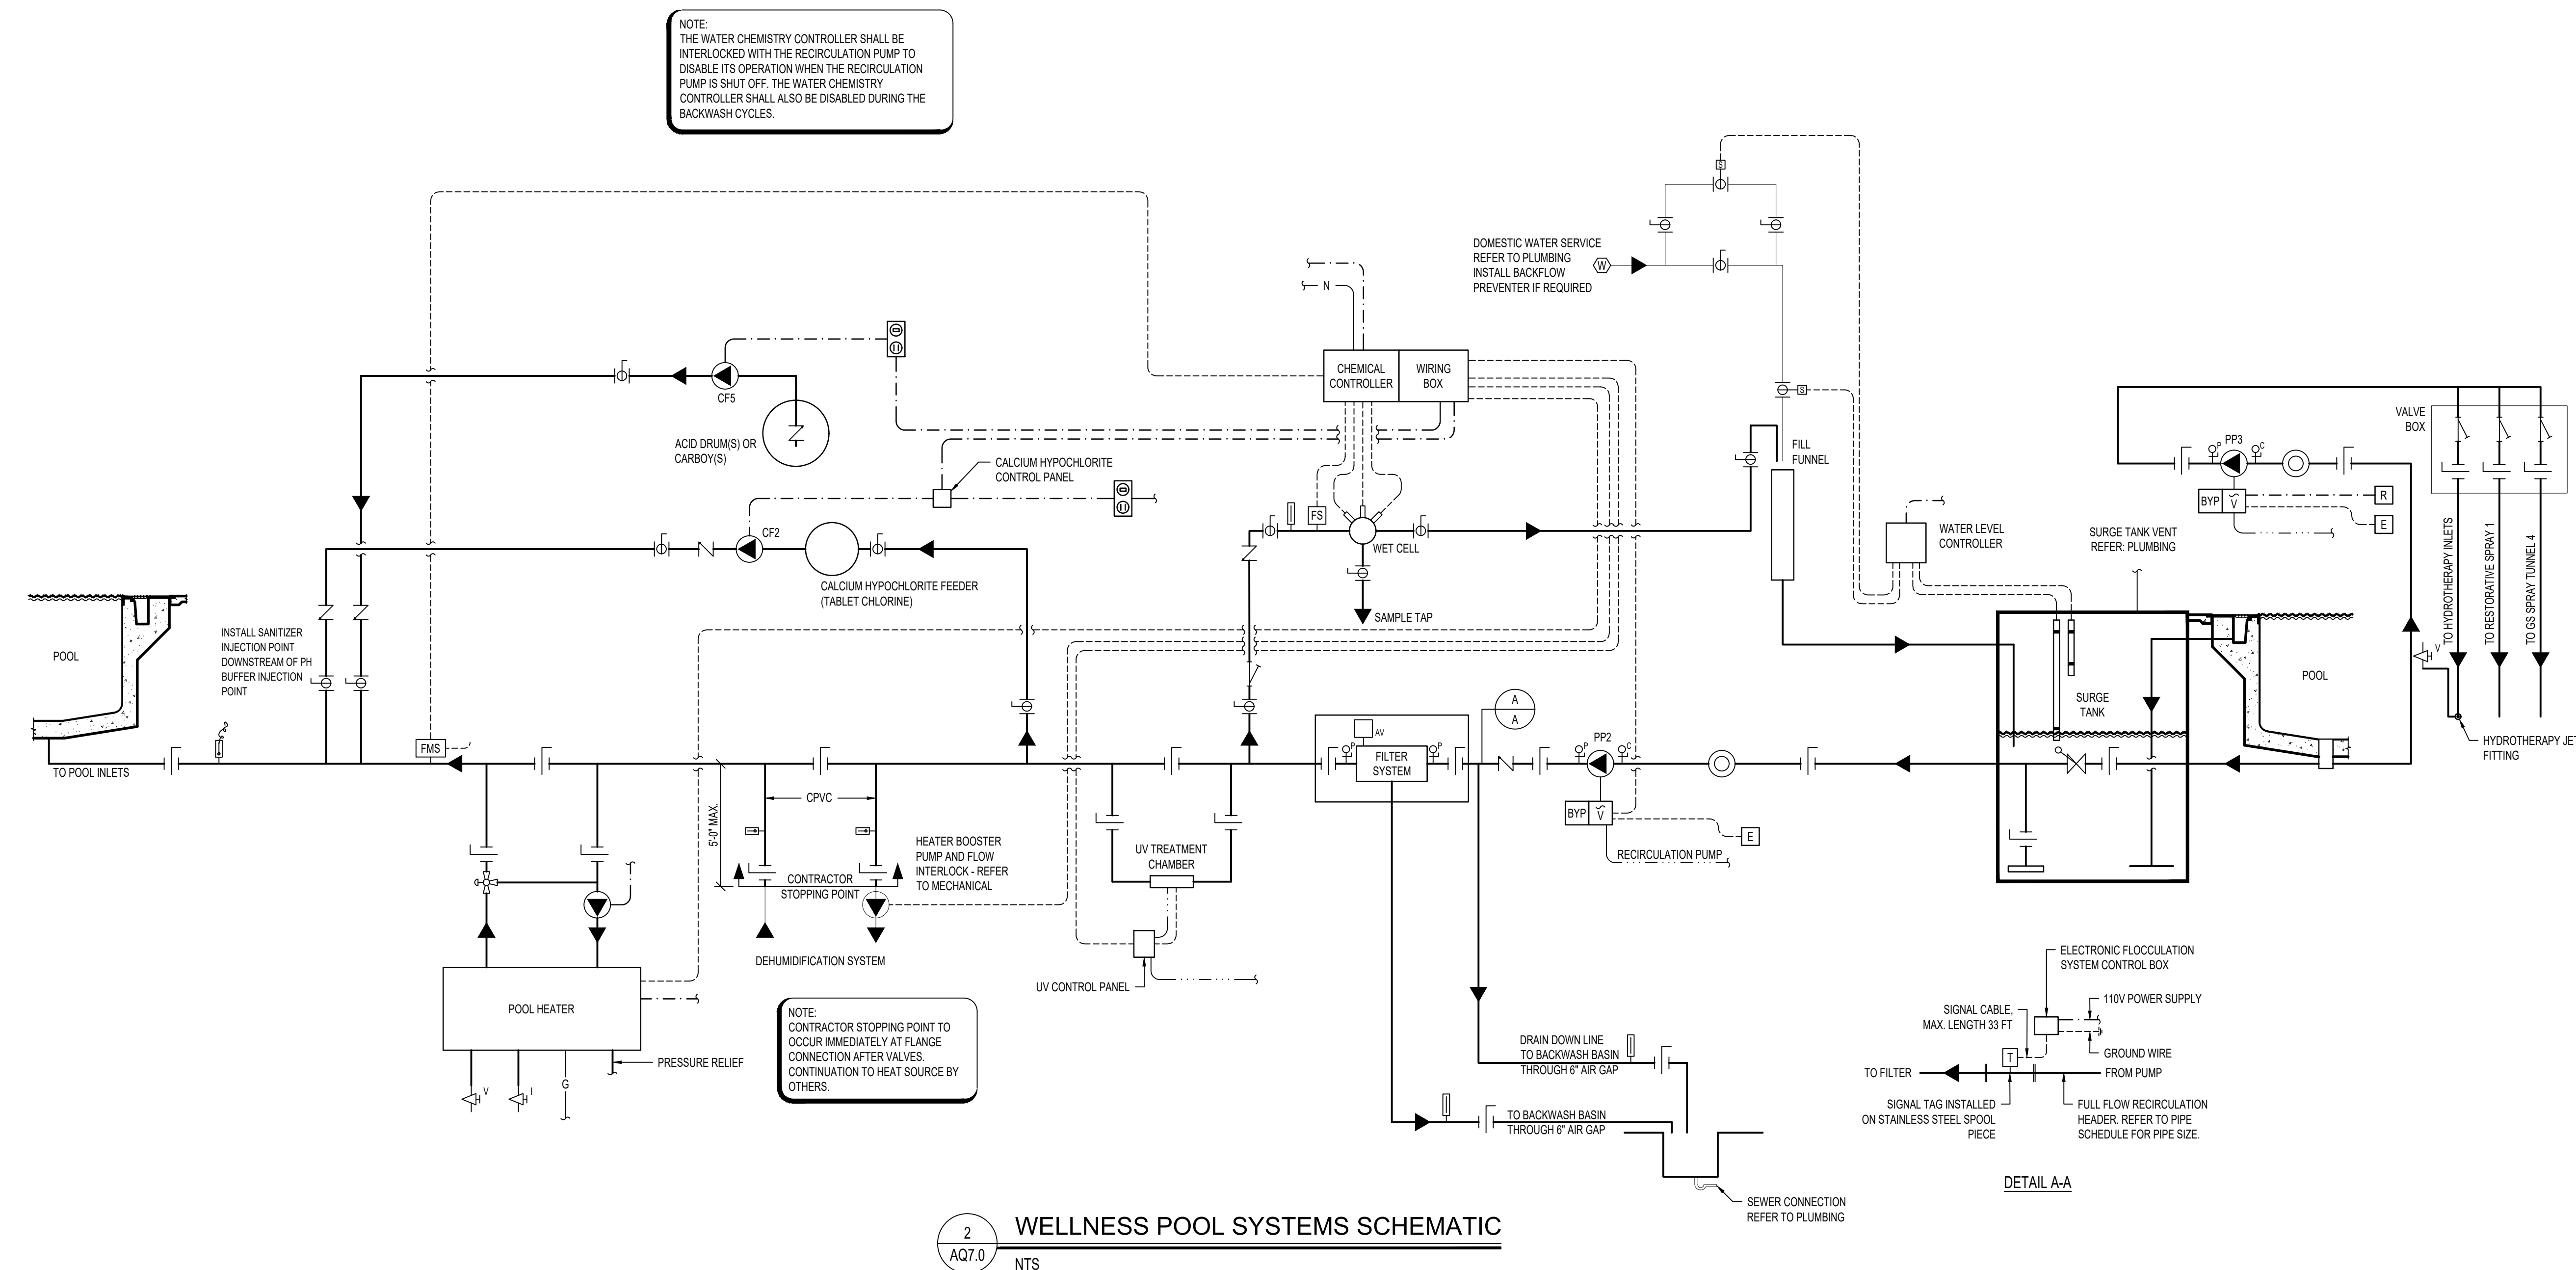 NOTE:
THE WATER CHEMISTRY CONTROLLER SHALL BE
INTERLOCKED WITH THE RECIRCULATION PUMP TO
DISABLE ITS OPERATION WHEN THE RECIRCULATION
PUMP IS SHUT OFF. THE WATER CHEMISTRY
CONTROLLER SHALL ALSO BE DISABLED DURING THE
BACKWASH CYCLES.
S
DOMESTIC WATER SERVICE
REFER TO PLUMBING
INSTALL BACKFLOW
PREVENTER IF REQUIRED
W
N
CHEMICAL
CONTROLLER
WIRING
BOX
CF5
ACID DRUM(S) OR
CARBOY(S)
CALCIUM HYPOCHLORITE
CONTROL PANEL
S
FILL
FUNNEL
VALVE
BOX
P
PP3
C
BYP
V
R
E
CF2
CALCIUM HYPOCHLORITE FEEDER
(TABLET CHLORINE)
FS
WET CELL
SAMPLE TAP
WATER LEVEL
CONTROLLER
SURGE TANK VENT
REFER: PLUMBING
TO HYDROTHERAPY INLETS
TO RESTORATIVE SPRAY 1
TO GS SPRAY TUNNEL 4
POOL
INSTALL SANITIZER
INJECTION POINT
DOWNSTREAM OF PH
BUFFER INJECTION
POINT
SURGE
TANK
POOL
V
HYDROTHERAPY JET
FITTING
TO POOL INLETS
FMS
AV
P
FILTER
SYSTEM
P
A
A
P
PP2
C
BYP
V
E
RECIRCULATION PUMP
5'-0" MAX.
CPVC
CONTRACTOR
STOPPING POINT
HEATER BOOSTER
PUMP AND FLOW
INTERLOCK - REFER
TO MECHANICAL
UV TREATMENT
CHAMBER
DEHUMIDIFICATION SYSTEM
UV CONTROL PANEL
POOL HEATER
PRESSURE RELIEF
V
I
G
NOTE:
CONTRACTOR STOPPING POINT TO
OCCUR IMMEDIATELY AT FLANGE
CONNECTION AFTER VALVES.
CONTINUATION TO HEAT SOURCE BY
OTHERS.
DRAIN DOWN LINE
TO BACKWASH BASIN
THROUGH 6" AIR GAP
TO BACKWASH BASIN
THROUGH 6" AIR GAP
SEWER CONNECTION
REFER TO PLUMBING
ELECTRONIC FLOCCULATION
SYSTEM CONTROL BOX
SIGNAL CABLE,
MAX. LENGTH 33 FT
110V POWER SUPPLY
GROUND WIRE
T
TO FILTER
FROM PUMP
SIGNAL TAG INSTALLED
ON STAINLESS STEEL SPOOL
PIECE
FULL FLOW RECIRCULATION
HEADER. REFER TO PIPE
SCHEDULE FOR PIPE SIZE.
DETAIL A-A
2
AQ7.0
WELLNESS POOL SYSTEMS SCHEMATIC
NTS